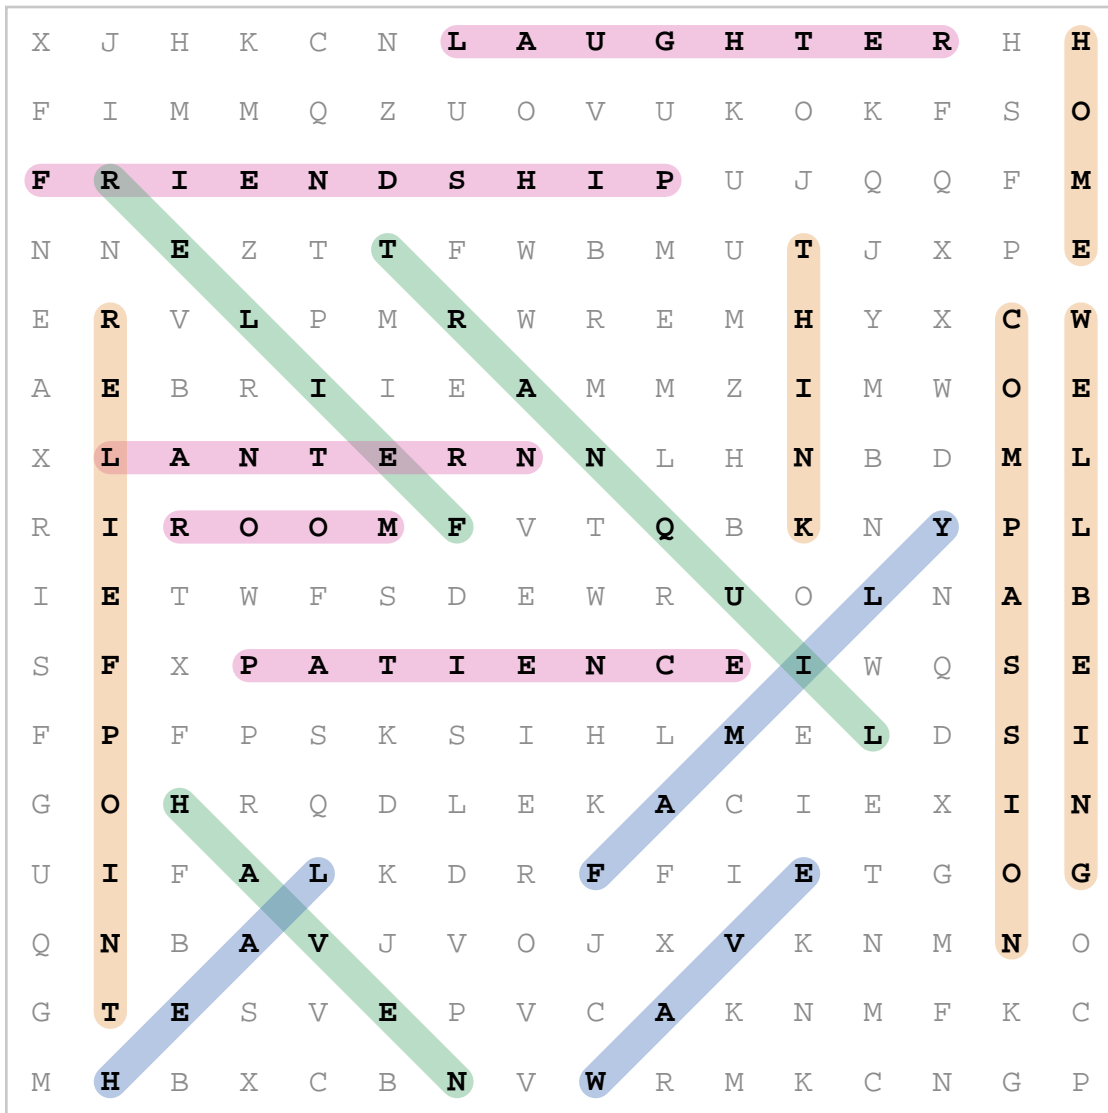 X J H K C N L A U G H T E R H H
F I M M Q Z U O V U K O K F S O
F R I E N D S H I P U J Q Q F M
N N E Z T T F W B M U T J X P E
E R V L P M R W R E M H Y X C W
A E B R I I E A M M Z I M W O E
X L A N T E R N N L H N B D M L
R I R O O M F V T Q B K N Y P L
I E T W F S D E W R U O L N A B
S F X P A T I E N C E I W Q S E
F P F P S K S I H L M E L D S I
G O H R Q D L E K A C I E X I N
U I F A L K D R F F I E T G O G
Q N B A V J V O J X V K N M N O
G T E S V E P V C A K N M F K C
M H B X C B N V W R M K C N G P